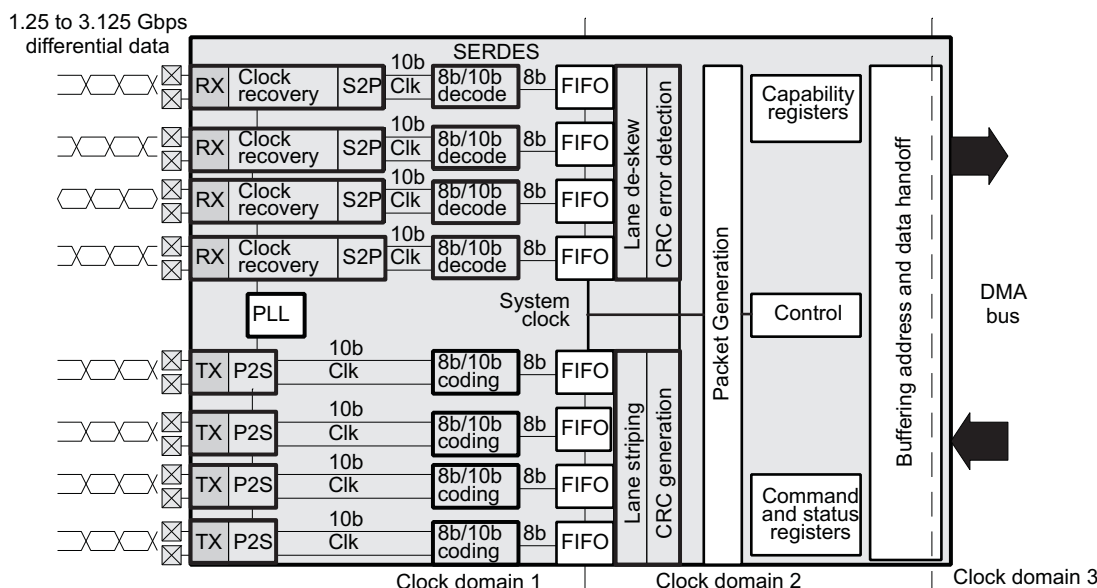 1.25 to 3.125 Gbps
differential data
SERDES
RX
Clock
recovery
S2P
10b
Clk
8b/10b
decode
8b
FIFO
RX
Clock
recovery
S2P
10b
Clk
8b/10b
decode
8b
FIFO
RX
Clock
recovery
S2P
10b
Clk
8b/10b
decode
8b
FIFO
RX
Clock
recovery
S2P
10b
Clk
8b/10b
decode
8b
FIFO
Lane de-skew
CRC error detection
PLL
System
clock
TX
P2S
10b
Clk
8b/10b
coding
8b
FIFO
TX
P2S
10b
Clk
8b/10b
coding
8b
FIFO
TX
P2S
10b
Clk
8b/10b
coding
8b
FIFO
TX
P2S
10b
Clk
8b/10b
coding
8b
FIFO
Lane striping
CRC generation
Packet Generation
Capability
registers
Control
Command
and status
registers
Buffering address and data handoff
DMA
bus
Clock domain 1
Clock domain 2
Clock domain 3